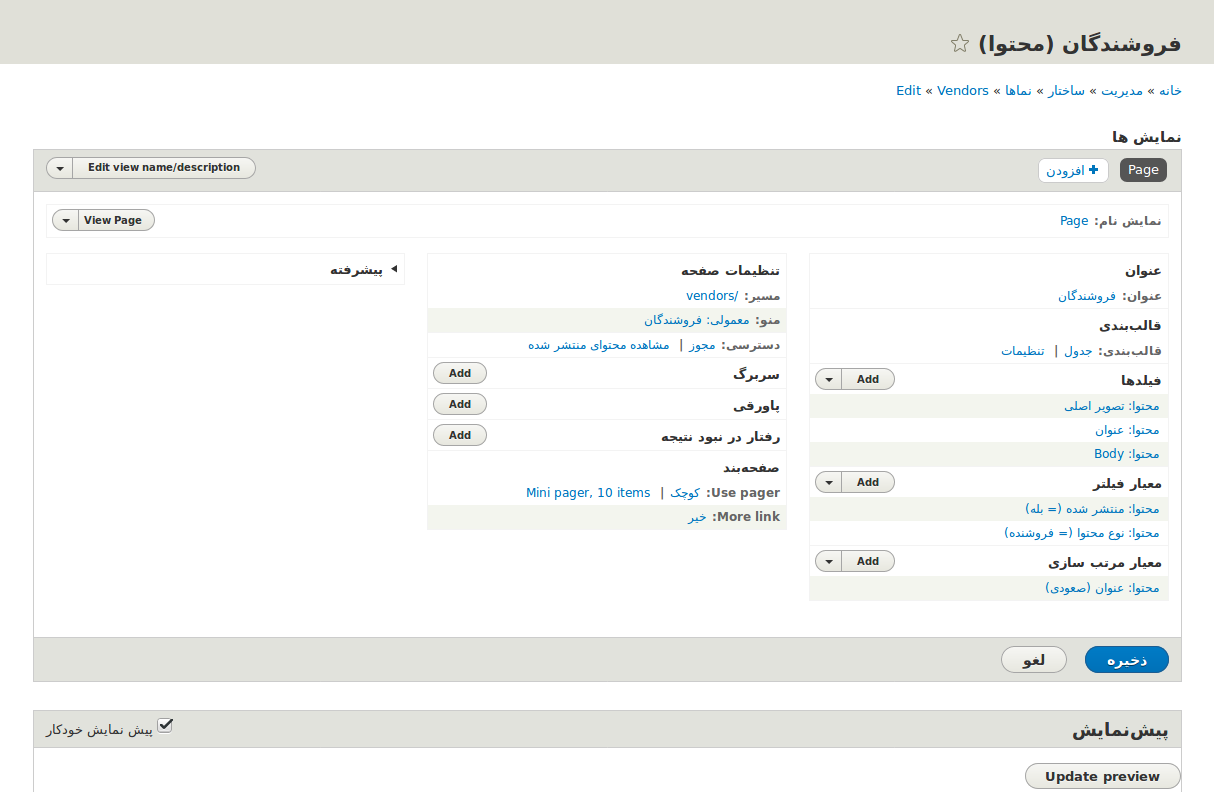 فروشندگان (محتوا)
خانه » مدیریت » ساختار » نماها » Vendors » Edit
نمایش ها
Page
افزودن
Edit view name/description
نمایش نام: Page
View Page
عنوان
عنوان: فروشندگان
قالب‌بندی
قالب‌بندی: جدول | تنظیمات
فیلدها
Add
محتوا: تصویر اصلی
محتوا: عنوان
محتوا: Body
معیار فیلتر
Add
محتوا: منتشر شده (= بله)
محتوا: نوع محتوا (= فروشنده)
معیار مرتب سازی
Add
محتوا: عنوان (صعودی)
تنظیمات صفحه
مسیر: /vendors
منو: معمولی: فروشندگان
دسترسی: مجوز | مشاهده محتوای منتشر شده
سربرگ
Add
پاورقی
Add
رفتار در نبود نتیجه
Add
صفحه‌بند
Use pager: کوچک | Mini pager, 10 items
More link: خیر
پیشرفته
ذخیره
لغو
پیش‌نمایش
پیش نمایش خودکار
Update preview